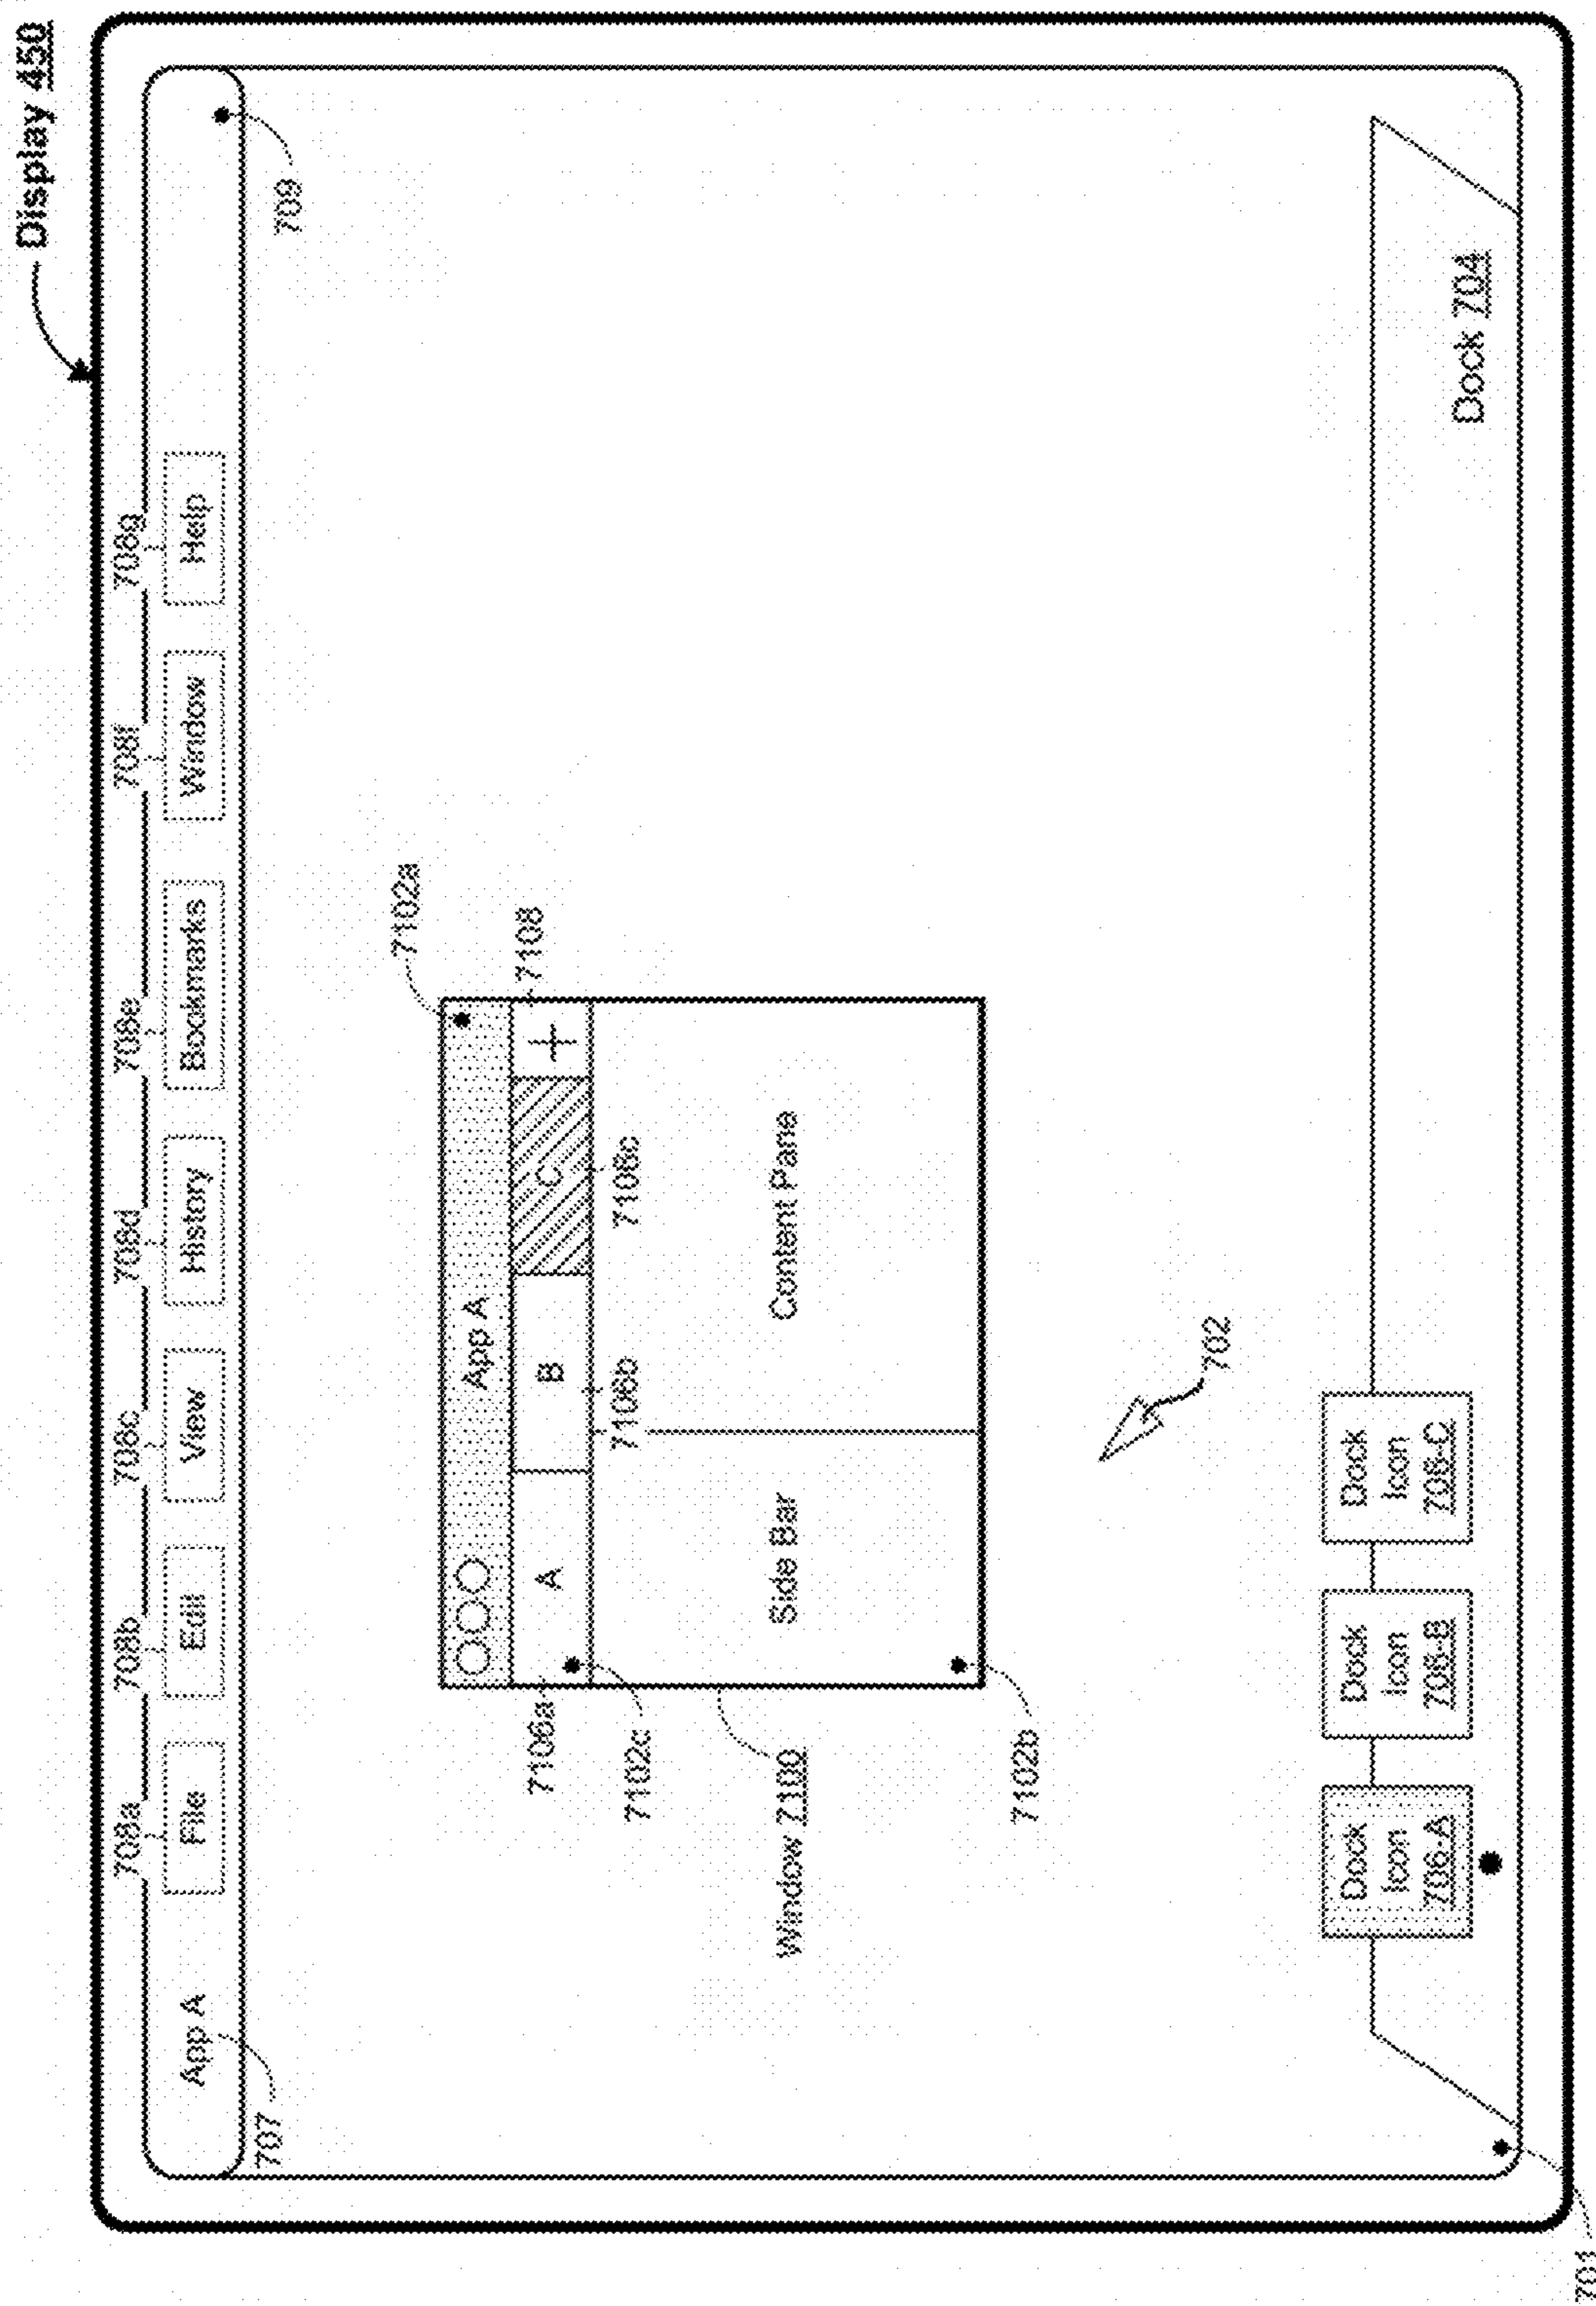 Display 450
708a
708b
708c
708d
708e
708f
708g
App A
File
Edit
View
History
Bookmarks
Window
Help
707
709
7102a
App A
7108
7106a
A
B
C
+
7102c
7106b
7108c
Window 7100
Side Bar
Content Pane
7102b
702
Dock
Icon
706-A
Dock
Icon
706-B
Dock
Icon
706-C
Dock 704
701